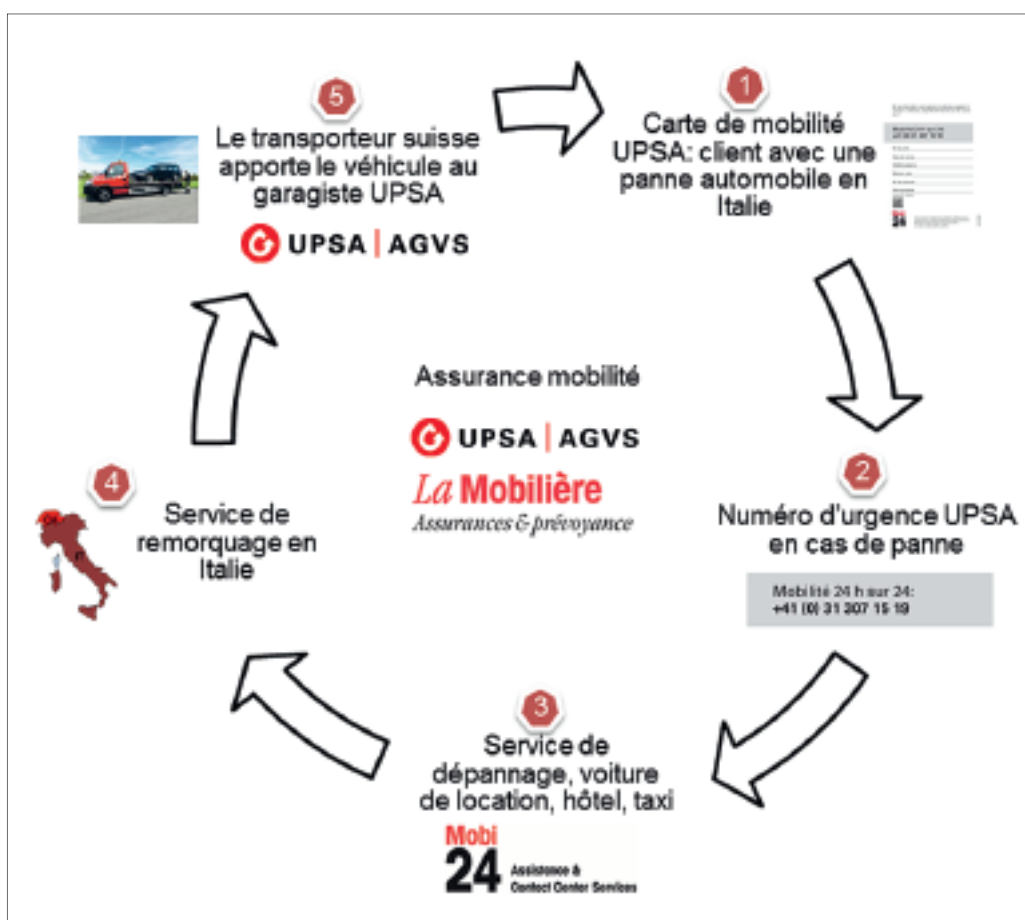 1
Carte de mobilité
UPSA: client avec une
panne automobile en
Italie
24
2
Numéro d'urgence UPSA
en cas de panne
Mobilité 24 h sur 24:
+41 (0) 31 307 15 19
3
Service de
dépannage, voiture
de location, hôtel, taxi
Mobi
24 Assistance &
Contact Center Services
4
Service de
remorquage en
Italie
5
Le transporteur suisse
apporte le véhicule au
garagiste UPSA
UPSA | AGVS
Assurance mobilité
UPSA | AGVS
La Mobilière
Assurances & prévoyance